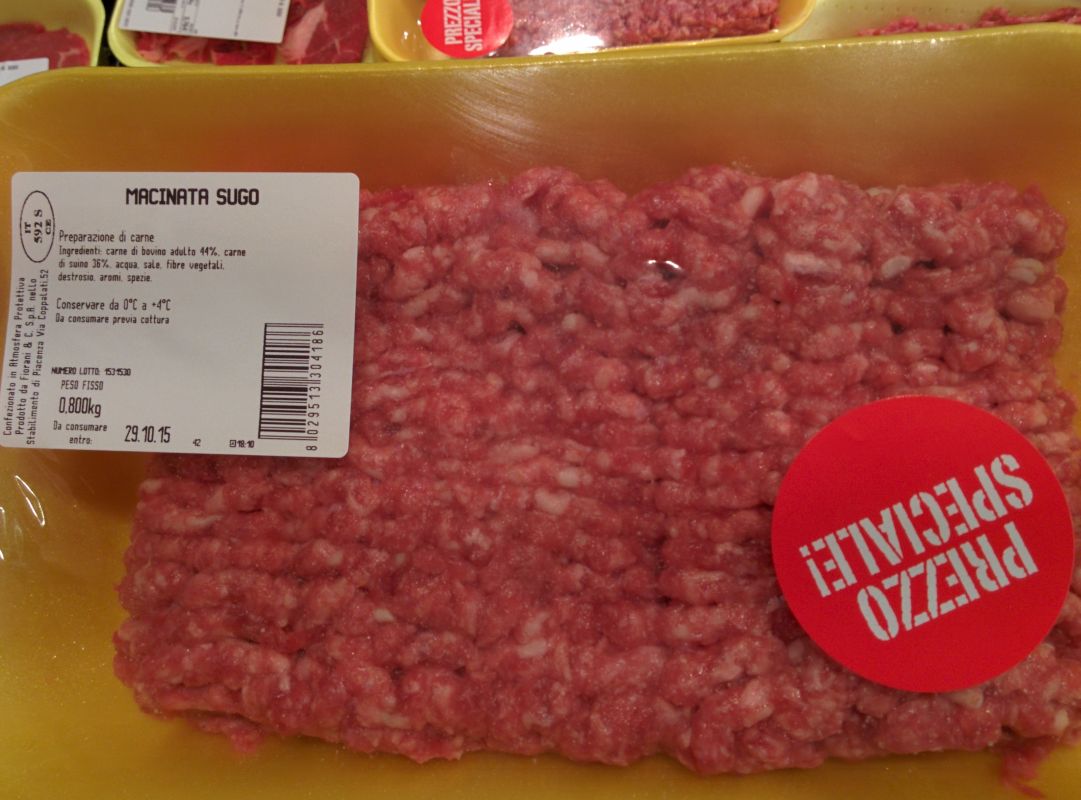 PREZZO
SPECIALE!
MACINATA SUGO
IT
592 S
CE
Preparazione di carne
Ingredienti: carne di bovino adulto 44%, carne
di suino 36%, acqua, sale, fibre vegetali,
destrosio, aromi, spezie.
Conservare da 0°C a +4°C
Da consumare previa cottura
Confezionato in Atmosfera Protettiva
Prodotto da Fiorani & C. S.p.A. nello
Stabilimento di Piacenza Via Coppalati,52
NUMERO LOTTO: 1531530
PESO FISSO
0,800kg
Da consumare
entro:
29.10.15
42
18:10
8029513304186
PREZZO
SPECIALE!